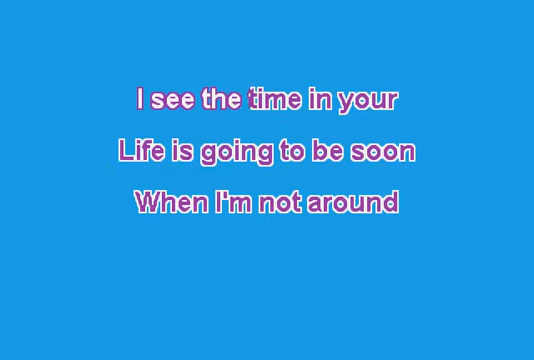 I see the time in your
Life is going to be soon
When I'm not around